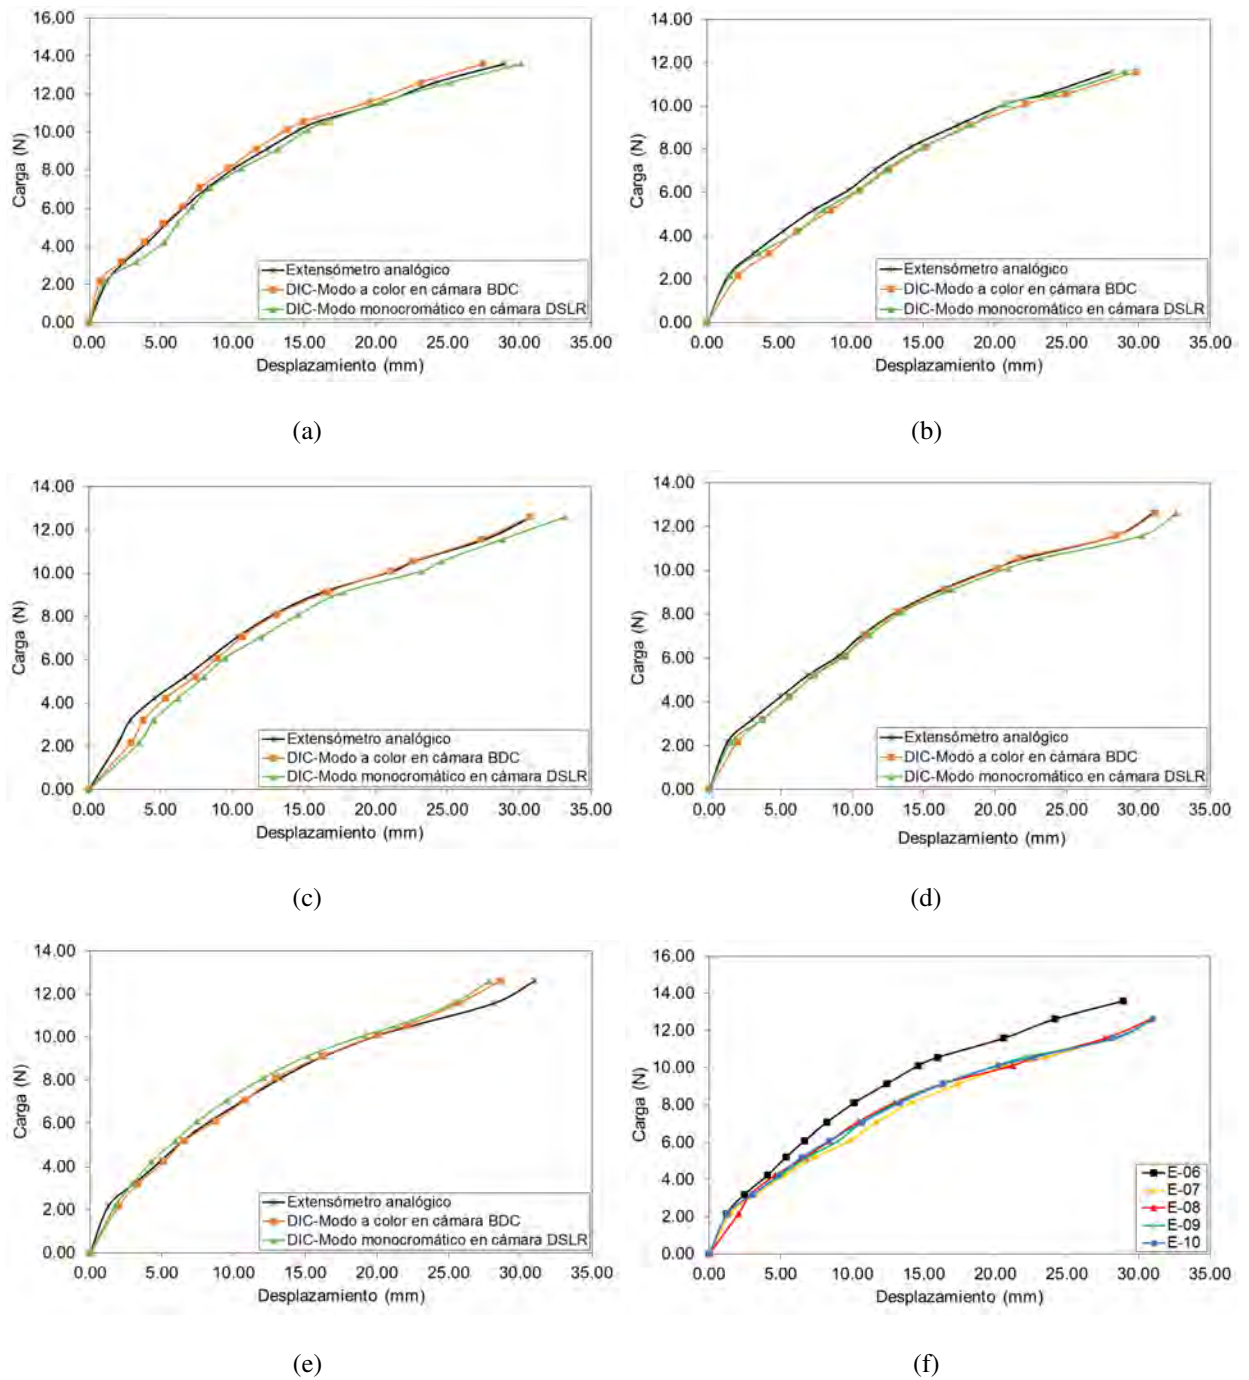 16.00
14.00
12.00
10.00
8.00
6.00
4.00
2.00
0.00
Carga (N)
0.00 5.00 10.00 15.00 20.00 25.00 30.00 35.00
Desplazamiento (mm)
Extensómetro analógico
DIC-Modo a color en cámara BDC
DIC-Modo monocromático en cámara DSLR
(a)
14.00
12.00
10.00
8.00
6.00
4.00
2.00
0.00
Carga (N)
0.00 5.00 10.00 15.00 20.00 25.00 30.00 35.00
Desplazamiento (mm)
Extensómetro analógico
DIC-Modo a color en cámara BDC
DIC-Modo monocromático en cámara DSLR
(b)
14.00
12.00
10.00
8.00
6.00
4.00
2.00
0.00
Carga (N)
0.00 5.00 10.00 15.00 20.00 25.00 30.00 35.00
Desplazamiento (mm)
Extensómetro analógico
DIC-Modo a color en cámara BDC
DIC-Modo monocromático en cámara DSLR
(c)
14.00
12.00
10.00
8.00
6.00
4.00
2.00
0.00
Carga (N)
0.00 5.00 10.00 15.00 20.00 25.00 30.00 35.00
Desplazamiento (mm)
Extensómetro analógico
DIC-Modo a color en cámara BDC
DIC-Modo monocromático en cámara DSLR
(d)
14.00
12.00
10.00
8.00
6.00
4.00
2.00
0.00
Carga (N)
0.00 5.00 10.00 15.00 20.00 25.00 30.00 35.00
Desplazamiento (mm)
Extensómetro analógico
DIC-Modo a color en cámara BDC
DIC-Modo monocromático en cámara DSLR
(e)
16.00
14.00
12.00
10.00
8.00
6.00
4.00
2.00
0.00
Carga (N)
0.00 5.00 10.00 15.00 20.00 25.00 30.00 35.00
Desplazamiento (mm)
E-06
E-07
E-08
E-09
E-10
(f)